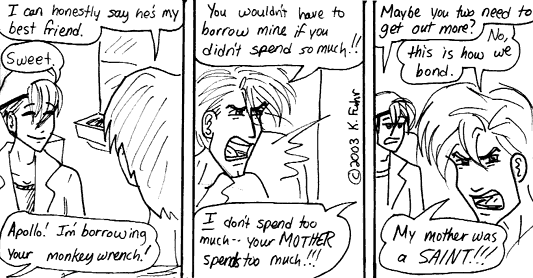 I can honestly say he's my
best friend.
Sweet.
Apollo! I'm borrowing
your monkey wrench!
You wouldn't have to
borrow mine if you
didn't spend so much!!
I don't spend too
much-- your MOTHER
spends too much!!!
©2003 K. Fuhr
Maybe you two need to
get out more?
No,
this is how we
bond.
My mother was
a SAINT!!!